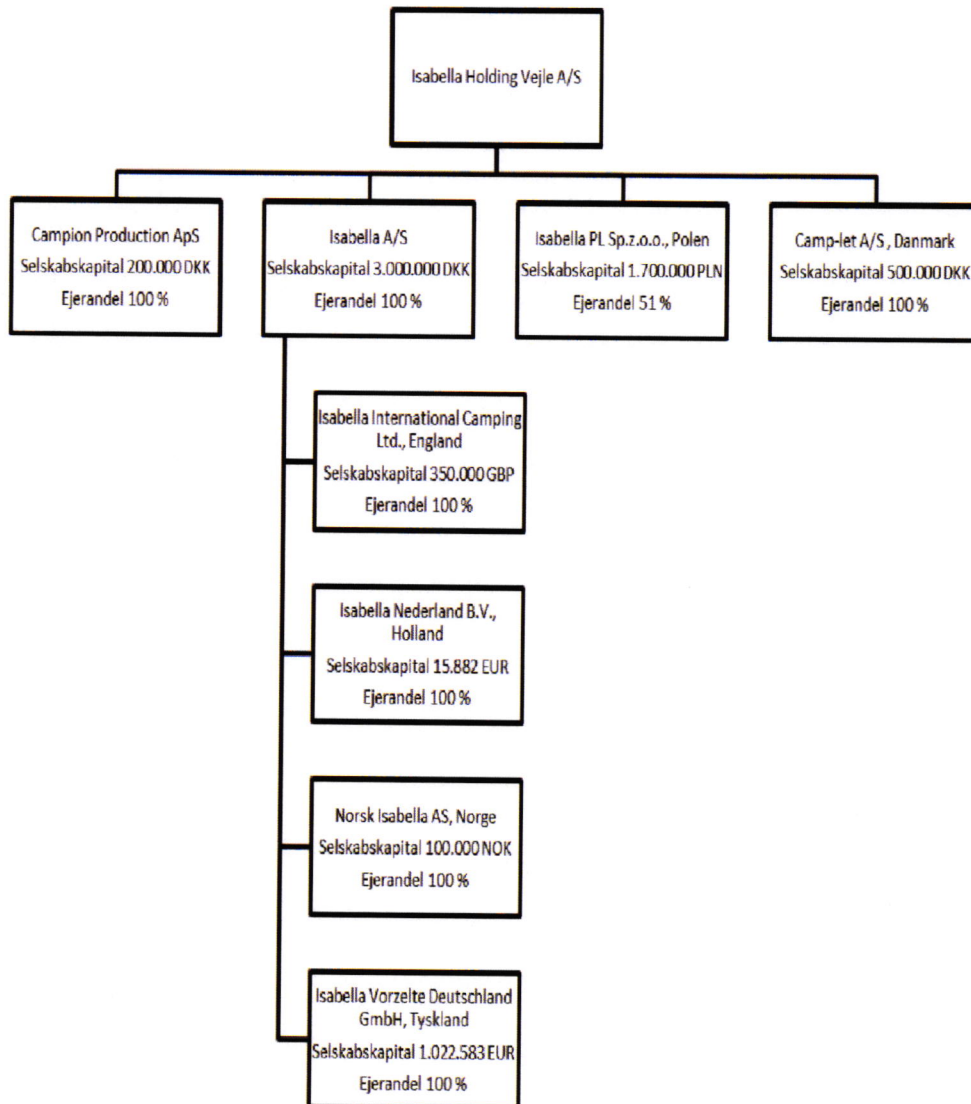 Isabella Holding Vejle A/S
Campion Production ApS
Selskabskapital 200.000 DKK
Ejerandel 100 %
Isabella A/S
Selskabskapital 3.000.000 DKK
Ejerandel 100 %
Isabella PL Sp.z.o.o., Polen
Selskabskapital 1.700.000 PLN
Ejerandel 51 %
Camp-let A/S , Danmark
Selskabskapital 500.000 DKK
Ejerandel 100 %
Isabella International Camping
Ltd., England
Selskabskapital 350.000 GBP
Ejerandel 100 %
Isabella Nederland B.V.,
Holland
Selskabskapital 15.882 EUR
Ejerandel 100 %
Norsk Isabella AS, Norge
Selskabskapital 100.000 NOK
Ejerandel 100 %
Isabella Vorzelte Deutschland
GmbH, Tyskland
Selskabskapital 1.022.583 EUR
Ejerandel 100 %